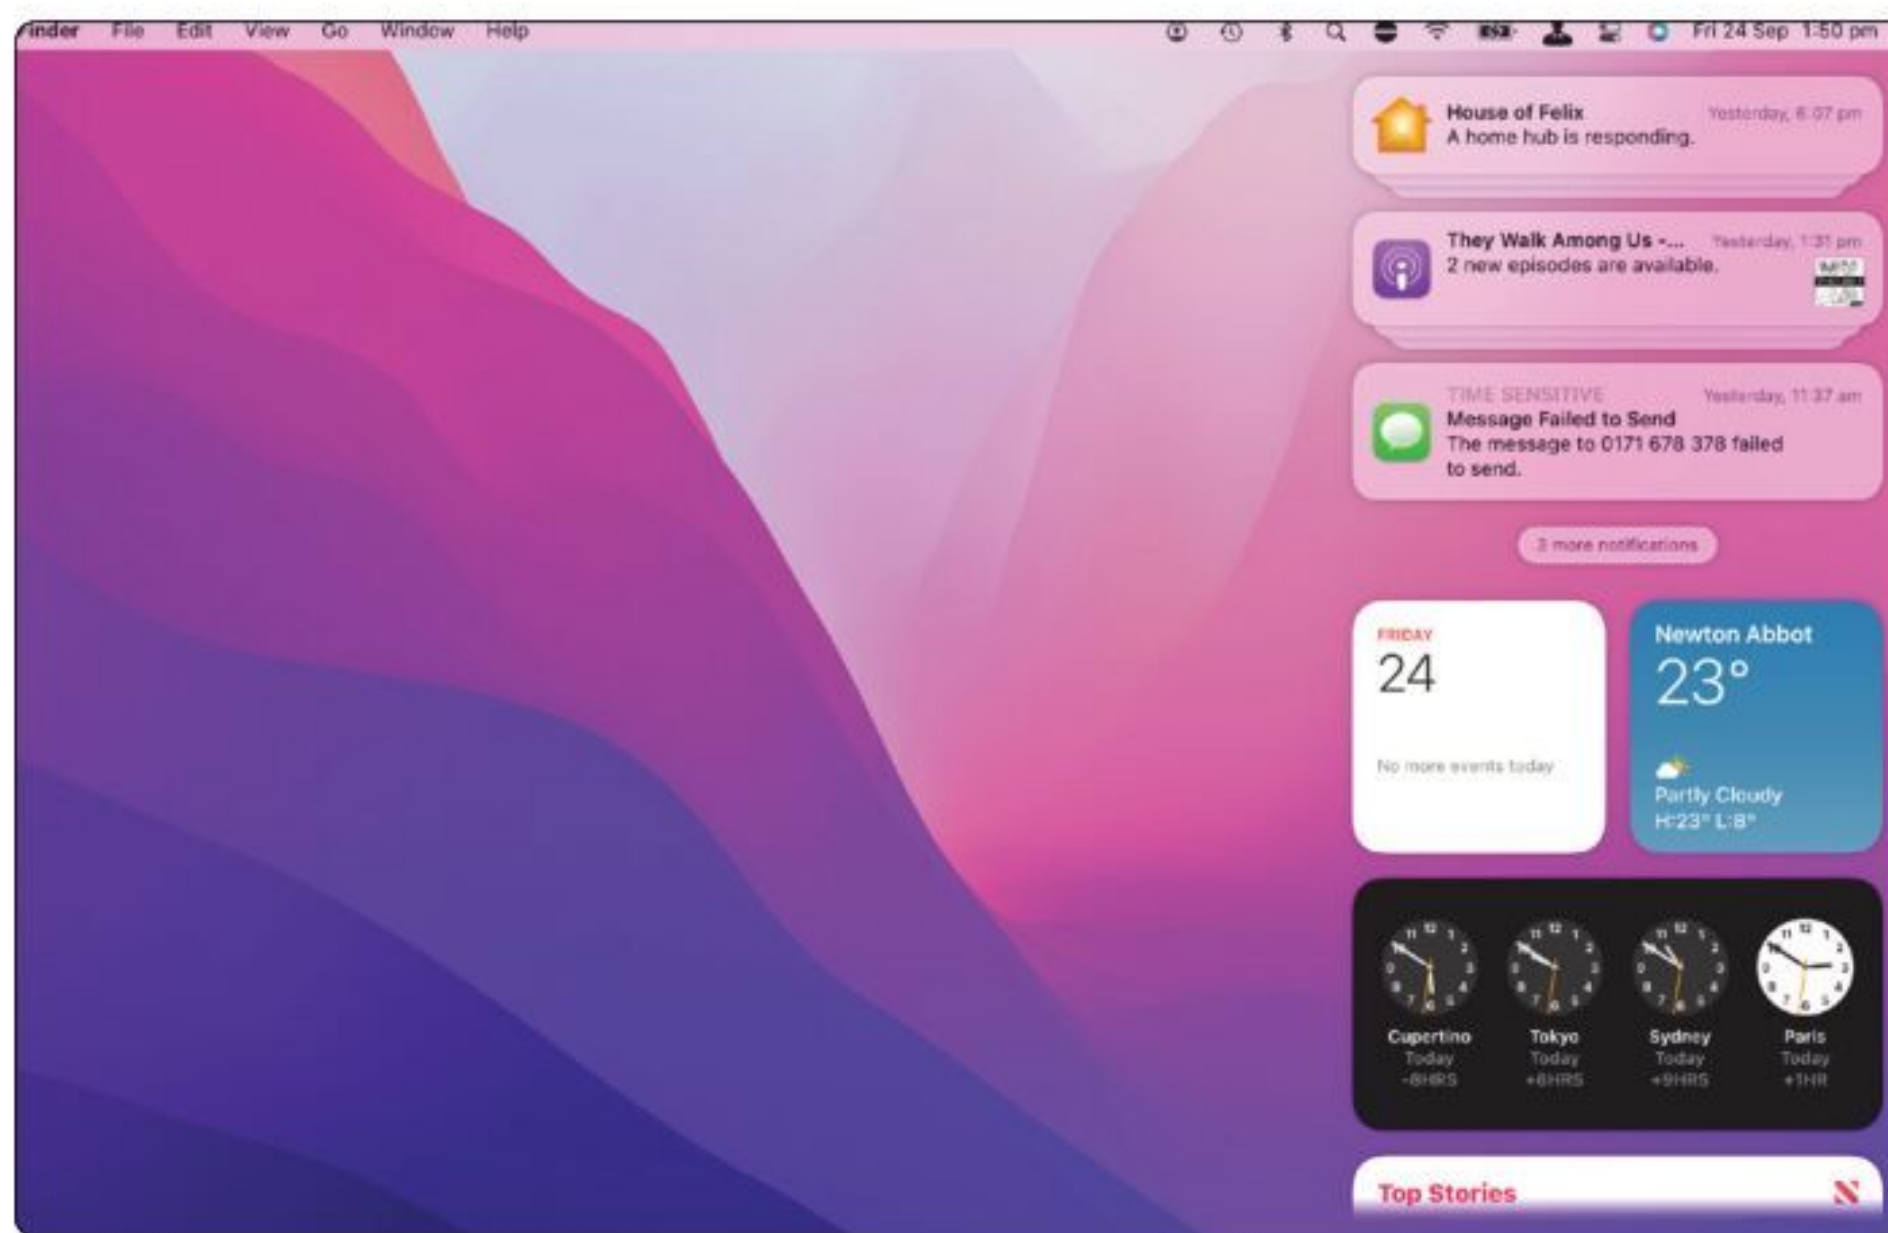 Finder File Edit View Go Window Help Fri 24 Sep 1:50 pm
House of Felix Yesterday, 6:07 pm
A home hub is responding.
They Walk Among Us -... Yesterday, 1:31 pm
2 new episodes are available.
TIME SENSITIVE Yesterday, 11:37 am
Message Failed to Send
The message to 0171 678 378 failed
to send.
more notifications
FRIDAY
24
No more events today
Newton Abbot
23°
Partly Cloudy
H:23° L:8°
Cupertino Tokyo Sydney Paris
Today Today Today Today
-8HRS +8HRS +9HRS +1HR
Top Stories